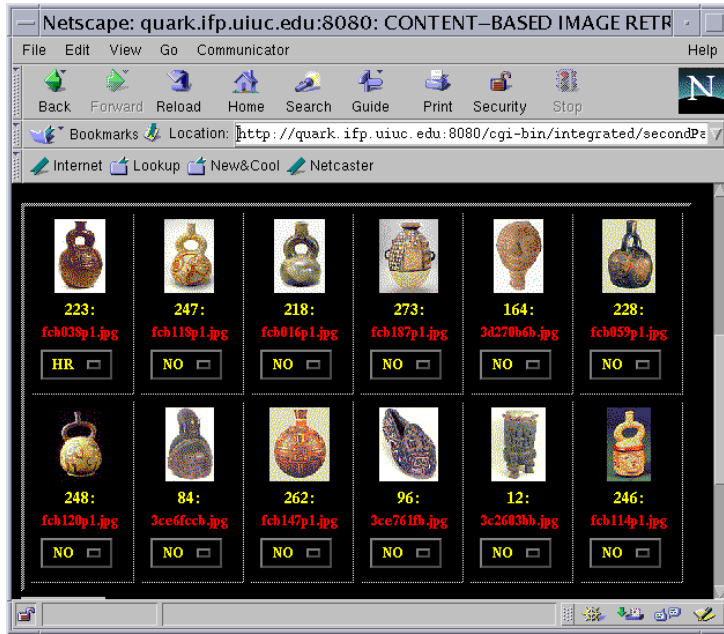 Netscape: quark.ifp.uiuc.edu:8080: CONTENT–BASED IMAGE RETR
File Edit View Go Communicator Help
Back Forward Reload Home Search Guide Print Security Stop N
Bookmarks Location: http://quark.ifp.uiuc.edu:8080/cgi-bin/integrated/secondPa
Internet Lookup New&Cool Netcaster
223: 247: 218: 273: 164: 228:
fcb038p1.jpg fcb118p1.jpg fcb016p1.jpg fcb187p1.jpg 3d270b6b.jpg fcb059p1.jpg
HR NO NO NO NO NO
248: 84: 262: 96: 12: 246:
fcb120p1.jpg 3ce6fccb.jpg fcb147p1.jpg 3ce761fb.jpg 3c2603bb.jpg fcb114p1.jpg
NO NO NO NO NO NO